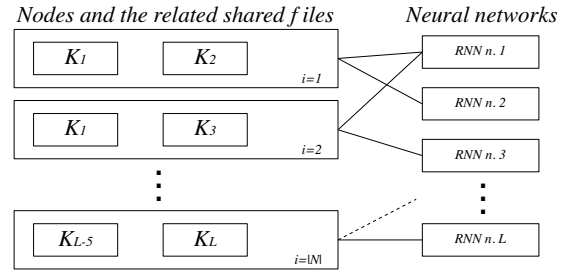 Nodes and the related shared files Neural networks
K1 K2 i=1 RNN n. 1
RNN n. 2
K1 K3 i=2 RNN n. 3
KL-5 KL i=|N| RNN n. L